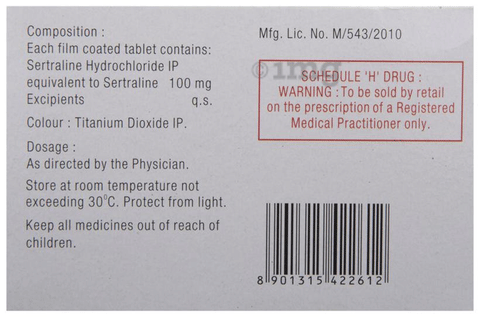 Composition :
Each film coated tablet contains:
Sertraline Hydrochloride IP
equivalent to Sertraline 100 mg
Excipients q.s.
Colour : Titanium Dioxide IP.
Dosage :
As directed by the Physician.
Store at room temperature not
exceeding 30°C. Protect from light.
Keep all medicines out of reach of
children.
Mfg. Lic. No. M/543/2010
1mg
SCHEDULE 'H' DRUG :
WARNING : To be sold by retail
on the prescription of a Registered
Medical Practitioner only.
8 901315 422612